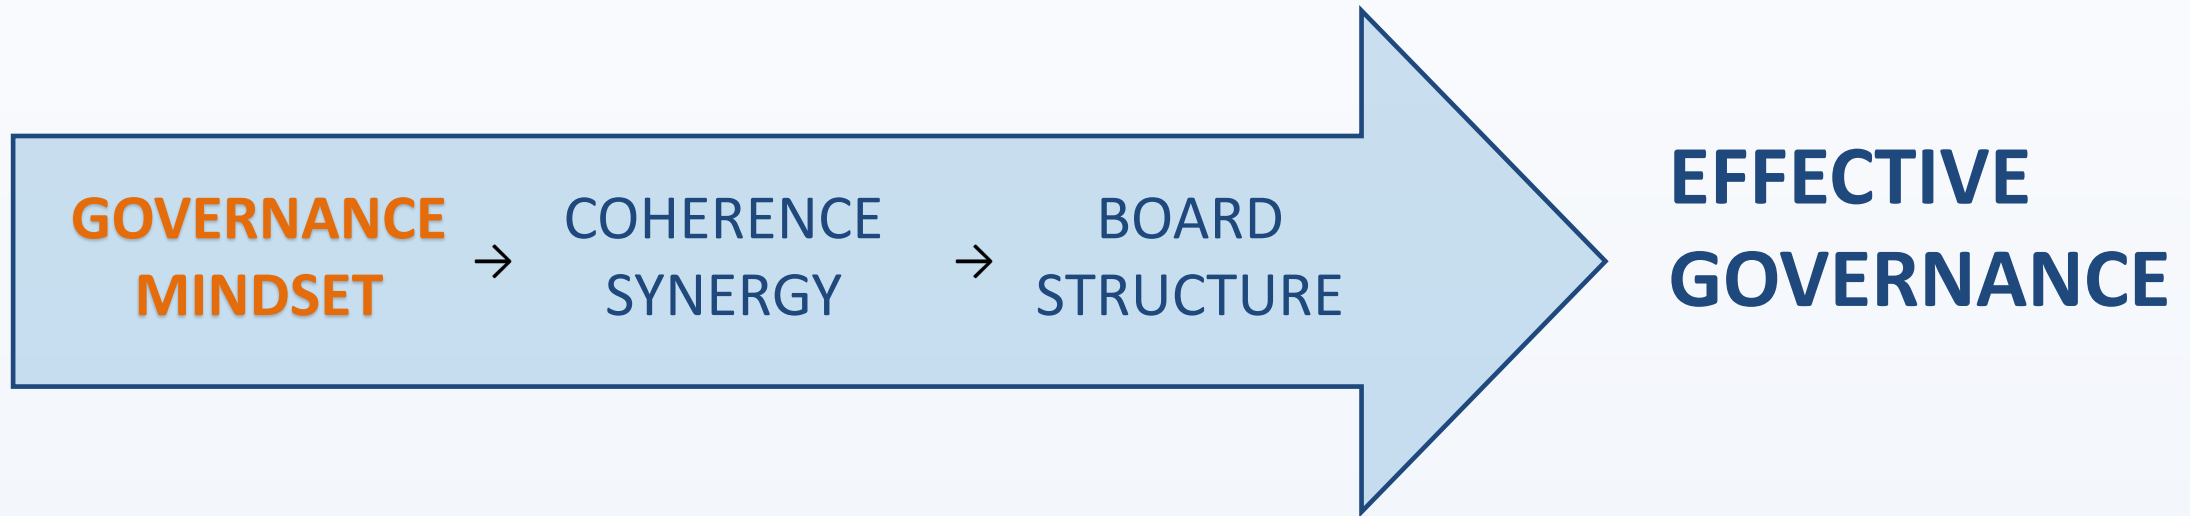 GOVERNANCE
MINDSET
→
COHERENCE
SYNERGY
→
BOARD
STRUCTURE
EFFECTIVE
GOVERNANCE